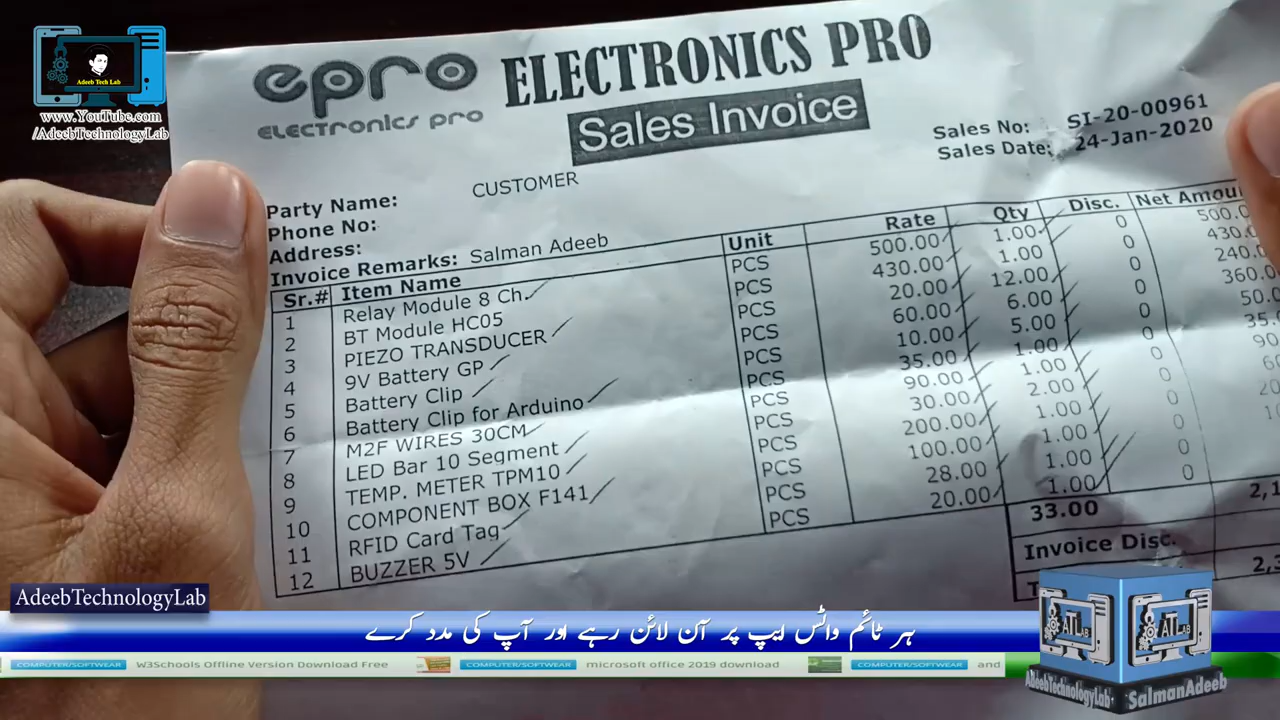 Adeeb Tech Lab
www.YouTube.com
/AdeebTechnologyLab
epro
electronics pro
ELECTRONICS PRO
Sales Invoice
Sales No: SI-20-00961
Sales Date: 24-Jan-2020
Party Name: CUSTOMER
Phone No:
Address:
Invoice Remarks: Salman Adeeb
Sr.# Item Name Unit Rate Qty Disc. Net Amou
1 Relay Module 8 Ch. PCS 500.00 1.00 0 500.0
2 BT Module HC05 PCS 430.00 1.00 0 430.
3 PIEZO TRANSDUCER PCS 20.00 12.00 0 240.0
4 9V Battery GP PCS 60.00 6.00 0 360.0
5 Battery Clip PCS 10.00 5.00 0 50.0
6 Battery Clip for Arduino PCS 35.00 1.00 0 35.
7 M2F WIRES 30CM PCS 90.00 1.00 0 90
8 LED Bar 10 Segment PCS 30.00 2.00 0 60
9 TEMP. METER TPM10 PCS 200.00 1.00 0 20
10 COMPONENT BOX F141 PCS 100.00 1.00 0 10
11 RFID Card Tag PCS 28.00 1.00 0
12 BUZZER 5V PCS 20.00 1.00 0
33.00 2,1
Invoice Disc.
2,3
AdeebTechnologyLab
ہر ٹائم واٹس ایپ پر آن لائن رہے اور آپ کی مدد کرے
COMPUTER/SOFTWEAR W3Schools Offline Version Download Free COMPUTER/SOFTWEAR microsoft office 2019 download COMPUTER/SOFTWEAR and
ATLAB ATLAB
AdeebTechnologyLab SalmanAdeeb